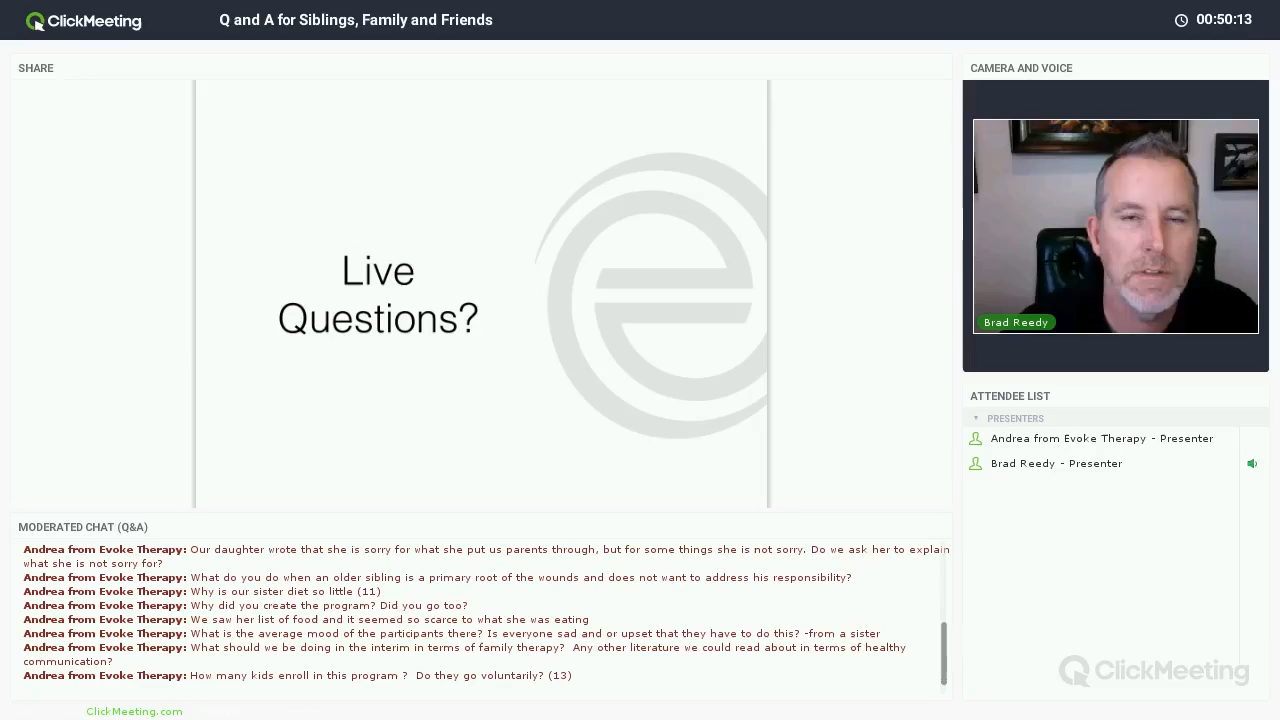 ClickMeeting
Q and A for Siblings, Family and Friends
00:50:13
SHARE
Live
Questions?
CAMERA AND VOICE
Brad Reedy
ATTENDEE LIST
PRESENTERS
Andrea from Evoke Therapy - Presenter
Brad Reedy - Presenter
MODERATED CHAT (Q&A)
Andrea from Evoke Therapy: Our daughter wrote that she is sorry for what she put us parents through, but for some things she is not sorry. Do we ask her to explain
what she is not sorry for?
Andrea from Evoke Therapy: What do you do when an older sibling is a primary root of the wounds and does not want to address his responsibility?
Andrea from Evoke Therapy: Why is our sister diet so little (11)
Andrea from Evoke Therapy: Why did you create the program? Did you go too?
Andrea from Evoke Therapy: We saw her list of food and it seemed so scarce to what she was eating
Andrea from Evoke Therapy: What is the average mood of the participants there? Is everyone sad and or upset that they have to do this? -from a sister
Andrea from Evoke Therapy: What should we be doing in the interim in terms of family therapy?  Any other literature we could read about in terms of healthy
communication?
Andrea from Evoke Therapy: How many kids enroll in this program ?  Do they go voluntarily? (13)
ClickMeeting
ClickMeeting.com